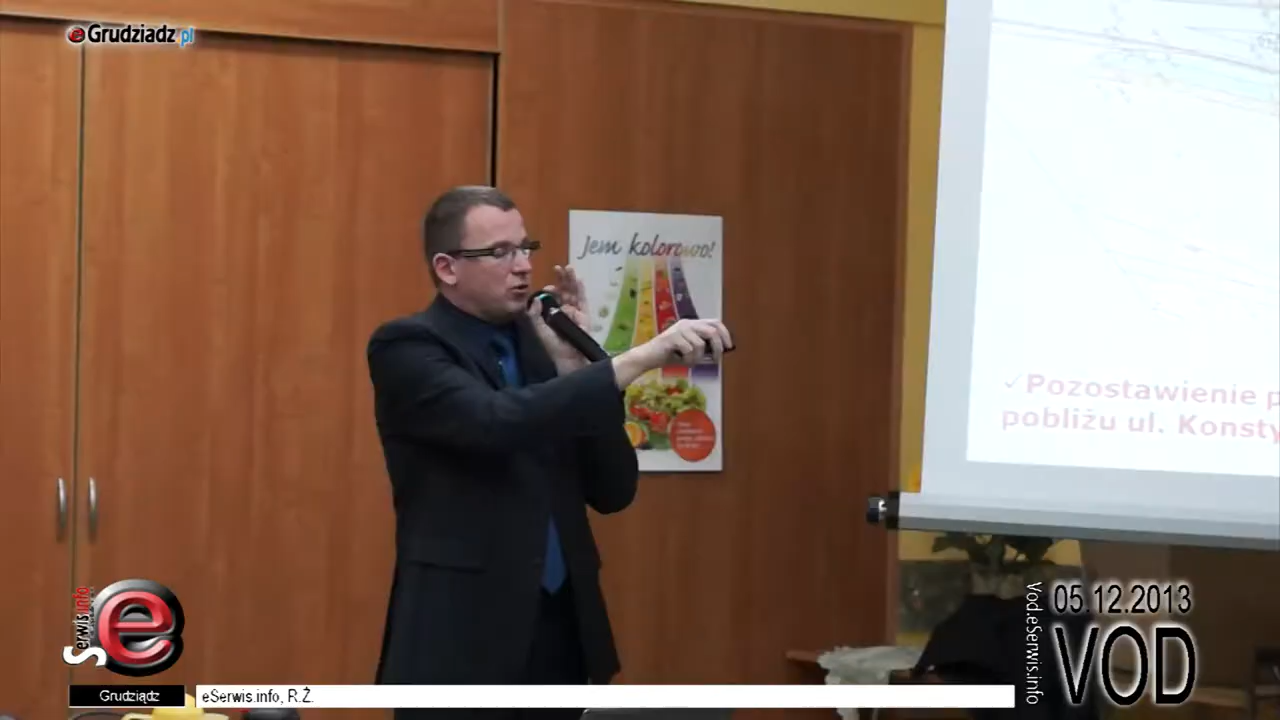 eGrudziadz.pl
Jem kolorowo!
✓Pozostawienie p
pobliżu ul. Konsty
eSerwis.info
Vod.eSerwis.info
05.12.2013
VOD
Grudziądz
eSerwis.info, R.Ż.